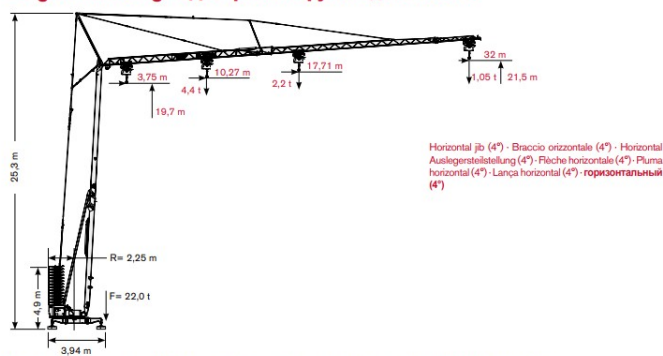 32 m
3,75 m
10,27 m
17,71 m
1,05 t
21,5 m
4,4 t
2,2 t
19,7 m
25,3 m
Horizontal jib (4°) - Braccio orizzontale (4°) - Horizontal
Auslegersteilstellung (4°) - Flèche horizontale (4°) - Pluma
horizontal (4°) - Lança horizontal (4°) - горизонтальный
(4°)
R= 2,25 m
F= 22,0 t
4,9 m
3,94 m